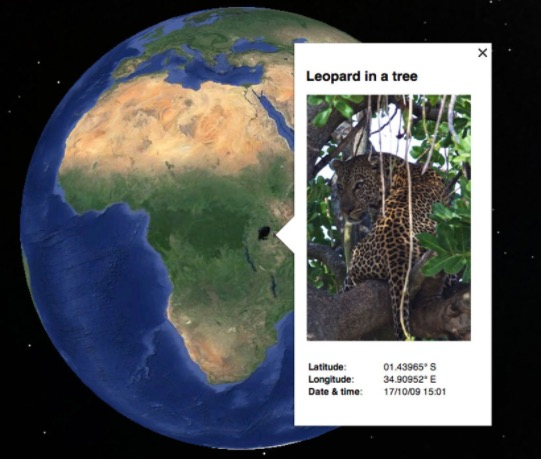 Leopard in a tree
Latitude: 01.43965° S
Longitude: 34.90952° E
Date & time: 17/10/09 15:01